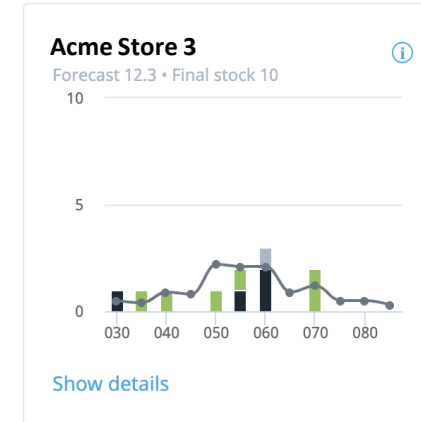 Acme Store 3
i
Forecast 12.3 • Final stock 10
10
5
0
030 040 050 060 070 080
Show details